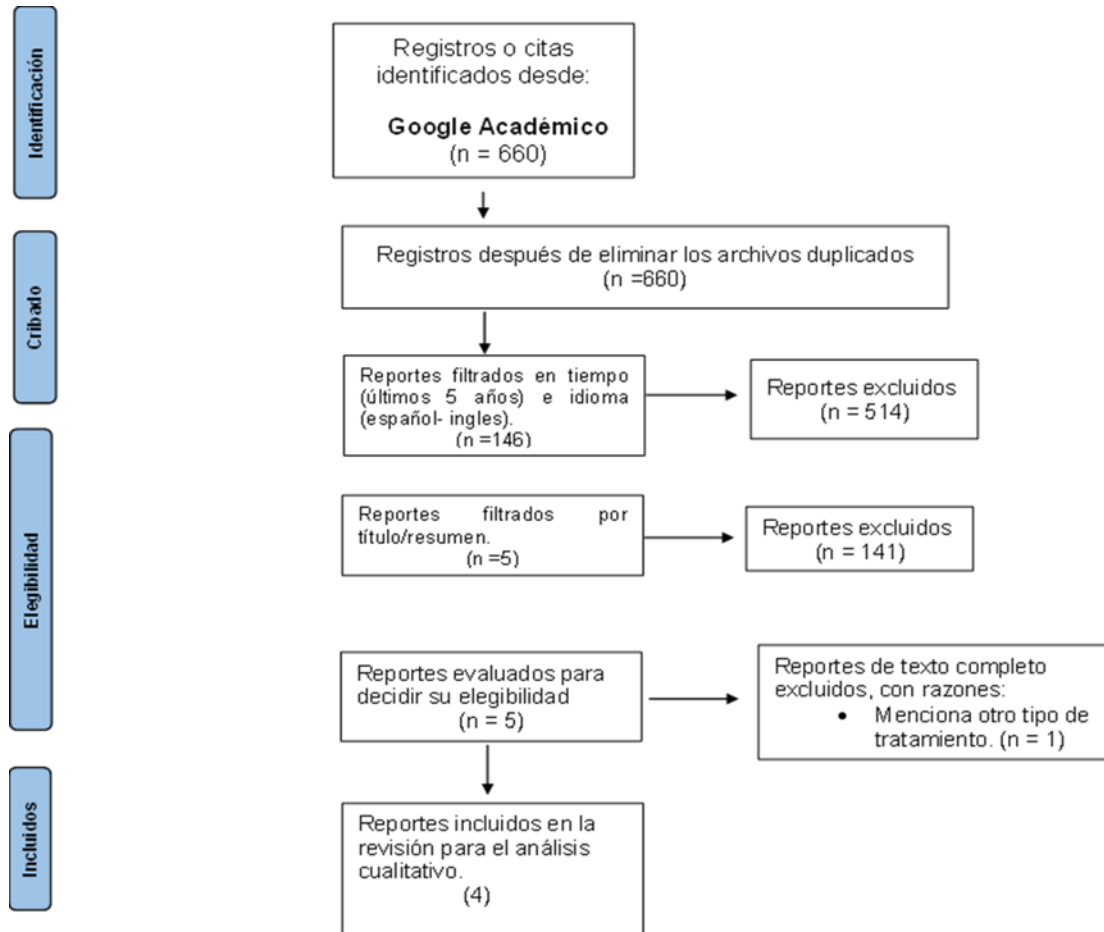 Identificación
Registros o citas
identificados desde:
Google Académico
(n = 660)
Cribado
Registros después de eliminar los archivos duplicados
(n =660)
Reportes filtrados en tiempo
(últimos 5 años) e idioma
(español- ingles).
(n =146)
Reportes excluidos
(n = 514)
Elegibilidad
Reportes filtrados por
título/resumen.
(n =5)
Reportes excluidos
(n = 141)
Reportes evaluados para
decidir su elegibilidad
(n = 5)
Reportes de texto completo
excluidos, con razones:
• Menciona otro tipo de
tratamiento. (n = 1)
Incluidos
Reportes incluidos en la
revisión para el análisis
cualitativo.
(4)